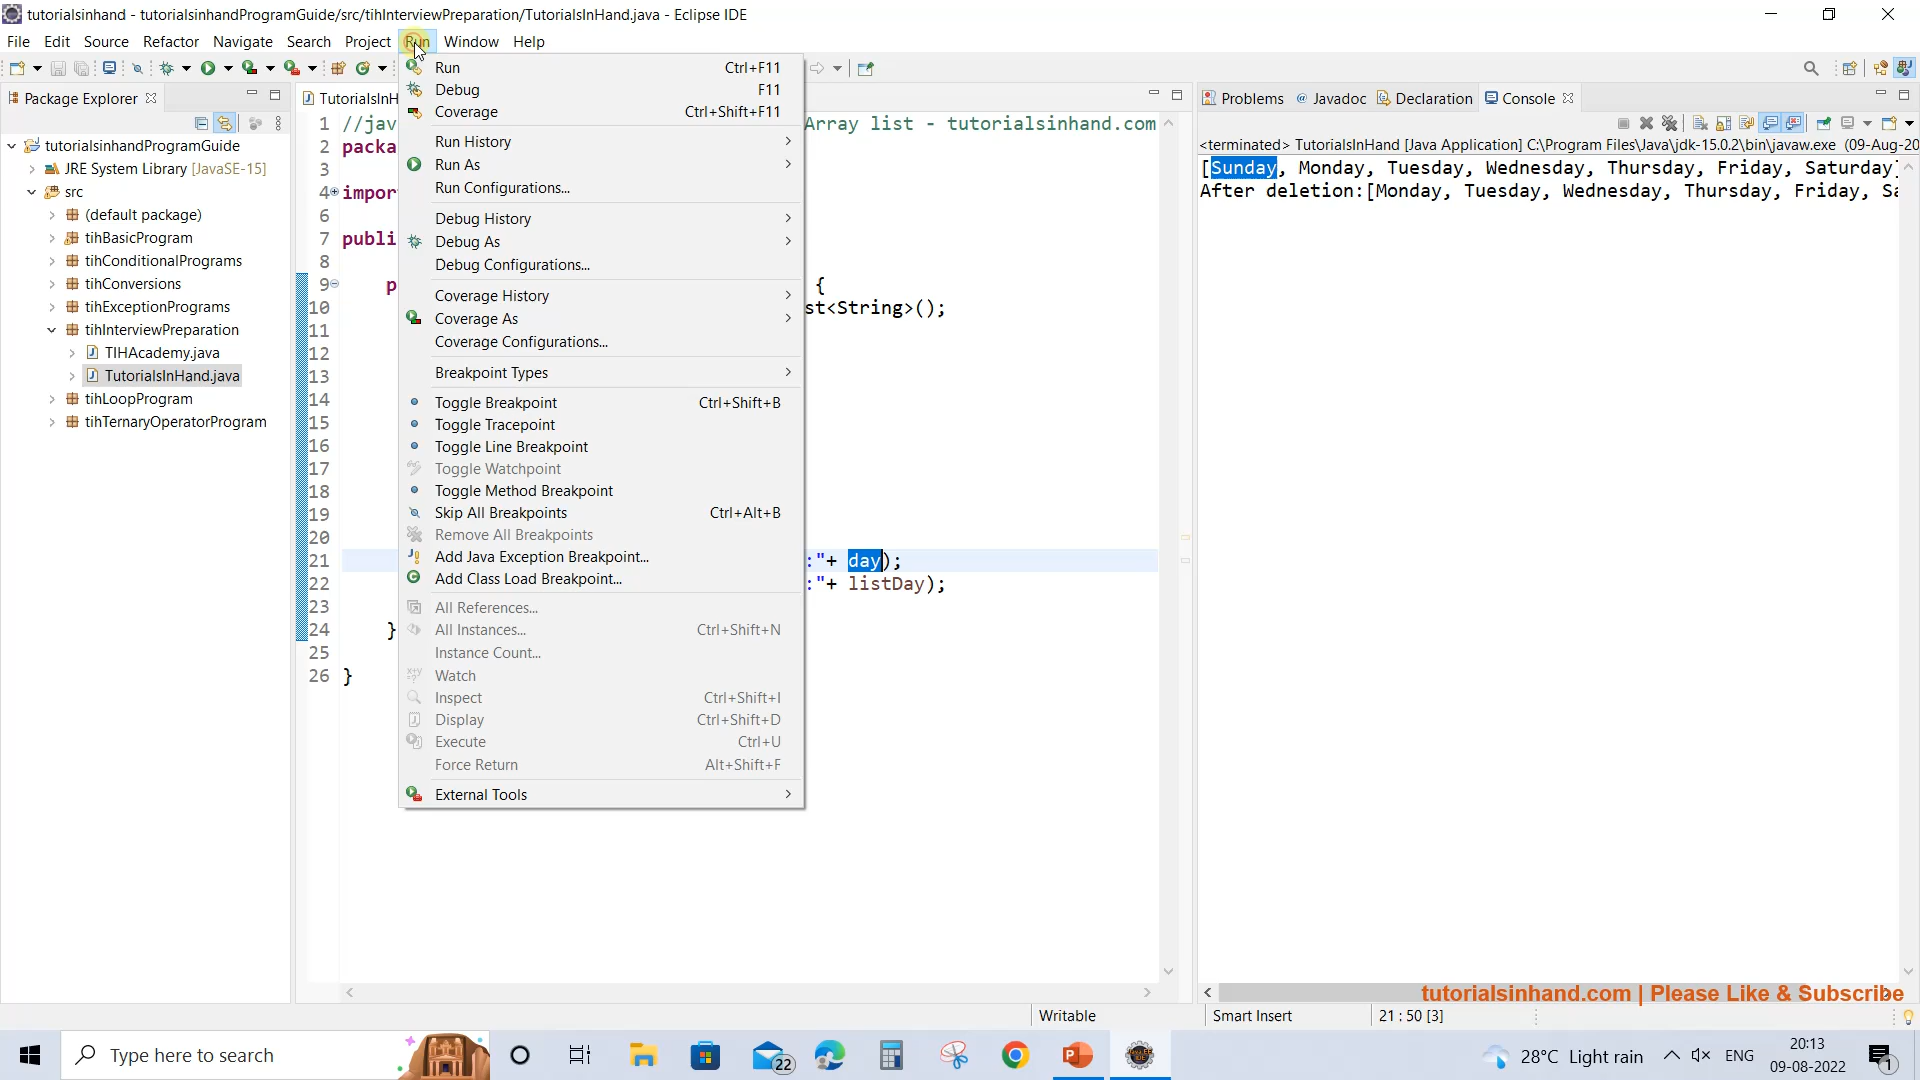 tutorialsinhand - tutorialsinhandProgramGuide/src/tihInterviewPreparation/TutorialsInHand.java - Eclipse IDE
File Edit Source Refactor Navigate Search Project Run Window Help
Package Explorer
tutorialsinhandProgramGuide
JRE System Library [JavaSE-15]
src
(default package)
tihBasicProgram
tihConditionalPrograms
tihConversions
tihExceptionPrograms
tihInterviewPreparation
TIHAcademy.java
TutorialsInHand.java
tihLoopProgram
tihTernaryOperatorProgram
Run Ctrl+F11
Debug F11
Coverage Ctrl+Shift+F11
Run History
Run As
Run Configurations...
Debug History
Debug As
Debug Configurations...
Coverage History
Coverage As
Coverage Configurations...
Breakpoint Types
Toggle Breakpoint Ctrl+Shift+B
Toggle Tracepoint
Toggle Line Breakpoint
Toggle Watchpoint
Toggle Method Breakpoint
Skip All Breakpoints Ctrl+Alt+B
Remove All Breakpoints
Add Java Exception Breakpoint...
Add Class Load Breakpoint...
All References...
All Instances... Ctrl+Shift+N
Instance Count...
Watch
Inspect Ctrl+Shift+I
Display Ctrl+Shift+D
Execute Ctrl+U
Force Return Alt+Shift+F
External Tools
TutorialsInH
1 //jav Array list - tutorialsinhand.com
2 packa
3
4 impor
6
7 publi
8
9 p {
10 st<String>();
11
12
13
14
15
16
17
18
19
20
21 :"+ day);
22 :"+ listDay);
23
24 }
25
26 }
Problems Javadoc Declaration Console
<terminated> TutorialsInHand [Java Application] C:\Program Files\Java\jdk-15.0.2\bin\javaw.exe (09-Aug-20
[Sunday, Monday, Tuesday, Wednesday, Thursday, Friday, Saturday]
After deletion:[Monday, Tuesday, Wednesday, Thursday, Friday, Sa
tutorialsinhand.com | Please Like & Subscribe
Writable Smart Insert 21 : 50 [3]
Type here to search 22 28°C Light rain ENG 20:13
09-08-2022 1